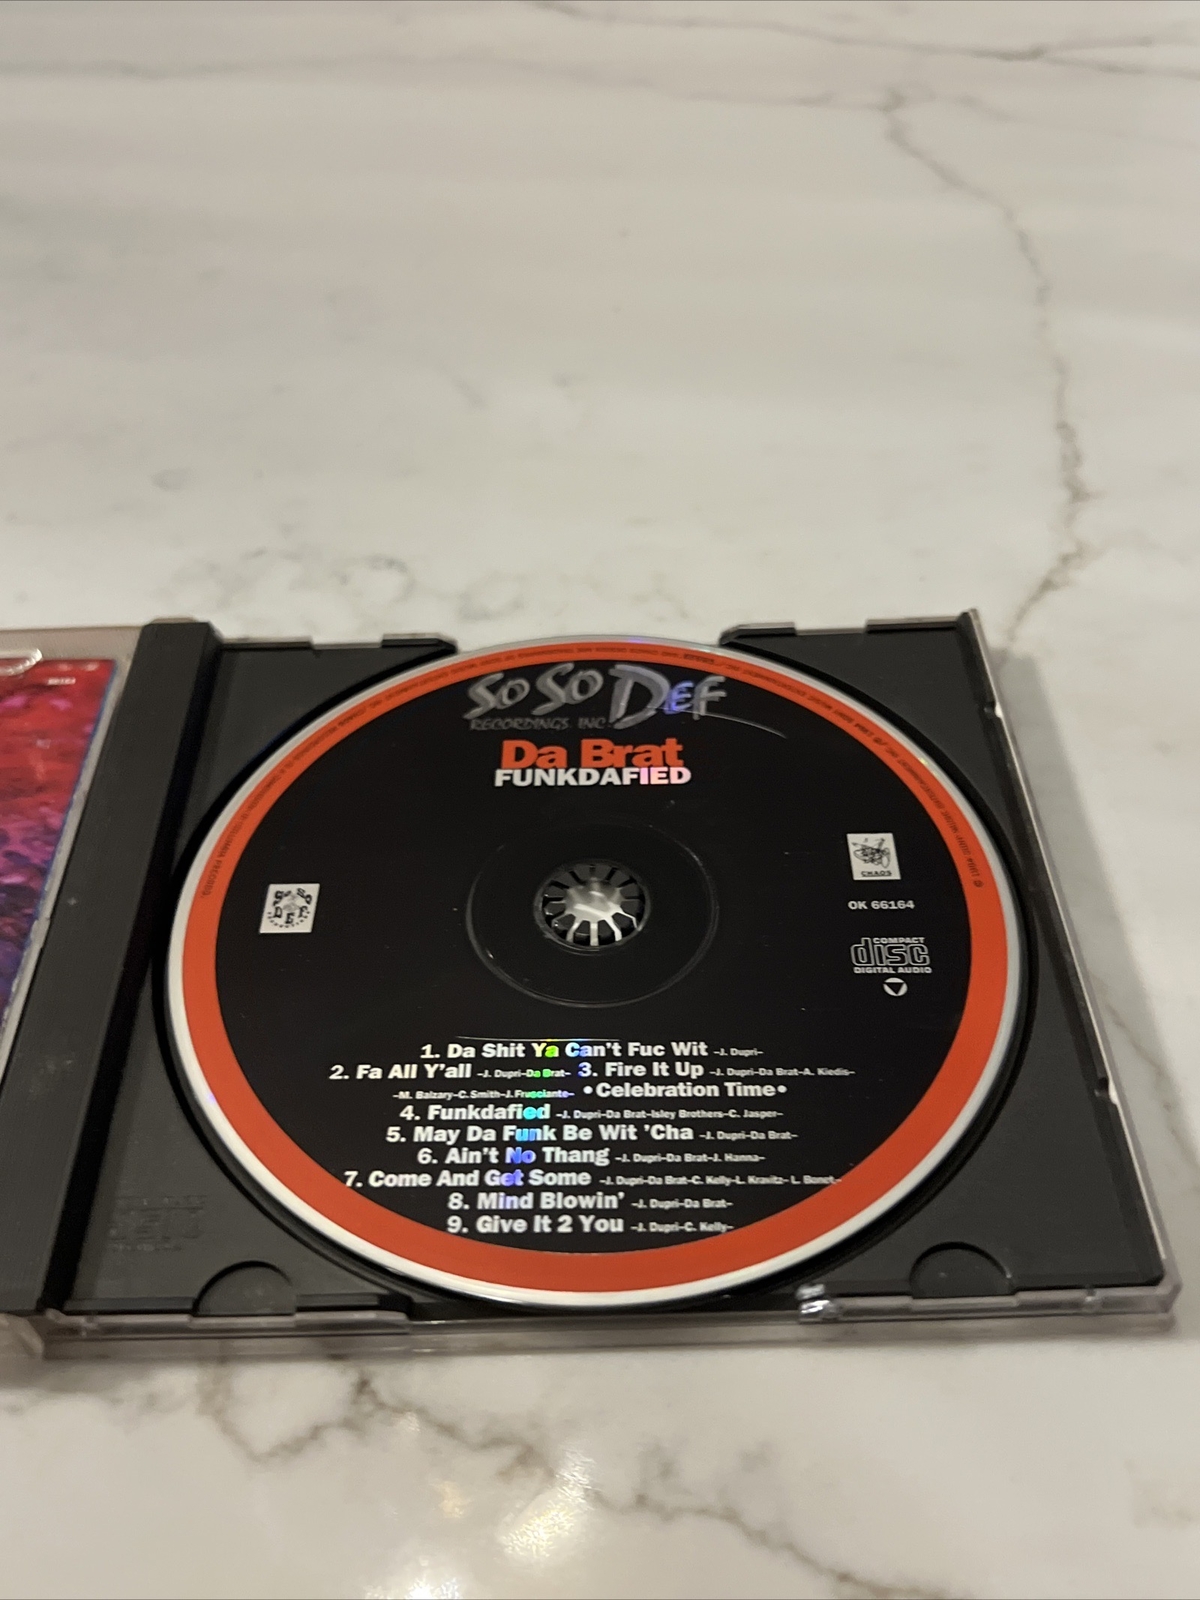 So So Def
RECORDINGS, INC.
Da Brat
FUNKDAFIED
CHAOS
OK 66164
COMPACT
disc
DIGITAL AUDIO
1. Da Shit Ya Can't Fuc Wit –J. Dupri–
2. Fa All Y'all –J. Dupri–Da Brat– 3. Fire It Up –J. Dupri–Da Brat–A. Kiedis–
–M. Balzary–C. Smith–J. Frusciante– •Celebration Time•
4. Funkdafied –J. Dupri–Da Brat–Isley Brothers–C. Jasper–
5. May Da Funk Be Wit 'Cha –J. Dupri–Da Brat–
6. Ain't No Thang –J. Dupri–Da Brat–J. Hanna–
7. Come And Get Some –J. Dupri–Da Brat–C. Kelly–L. Kravitz– L. Bonet–
8. Mind Blowin' –J. Dupri–Da Brat–
9. Give It 2 You –J. Dupri–C. Kelly–